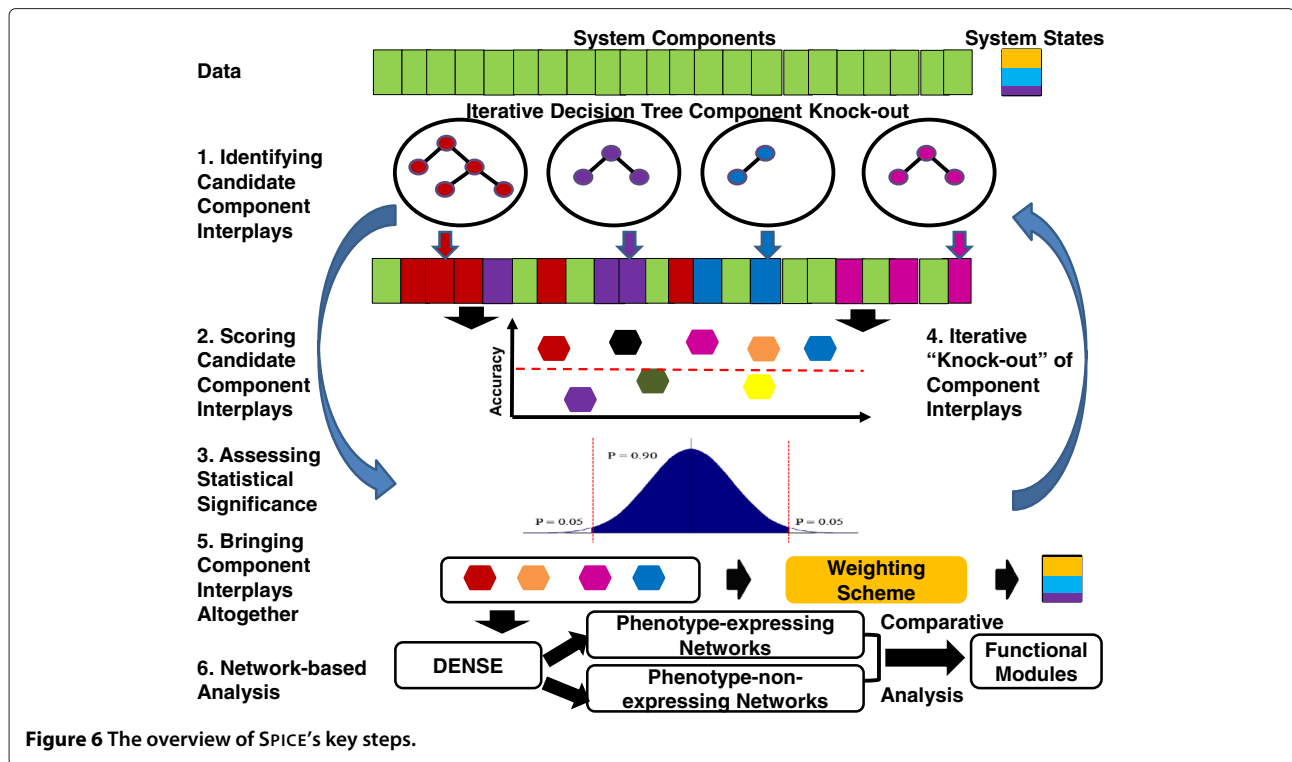 System Components
System States
Data
Iterative Decision Tree Component Knock-out
1. Identifying
Candidate
Component
Interplays
2. Scoring
Candidate
Component
Interplays
Accuracy
4. Iterative
“Knock-out” of
Component
Interplays
3. Assessing
Statistical
Significance
P = 0.90
P = 0.05
P = 0.05
5. Bringing
Component
Interplays
Altogether
Weighting
Scheme
6. Network-based
Analysis
DENSE
Phenotype-expressing
Networks
Phenotype-non-
expressing Networks
Comparative
Analysis
Functional
Modules
Figure 6 The overview of SPICE’s key steps.